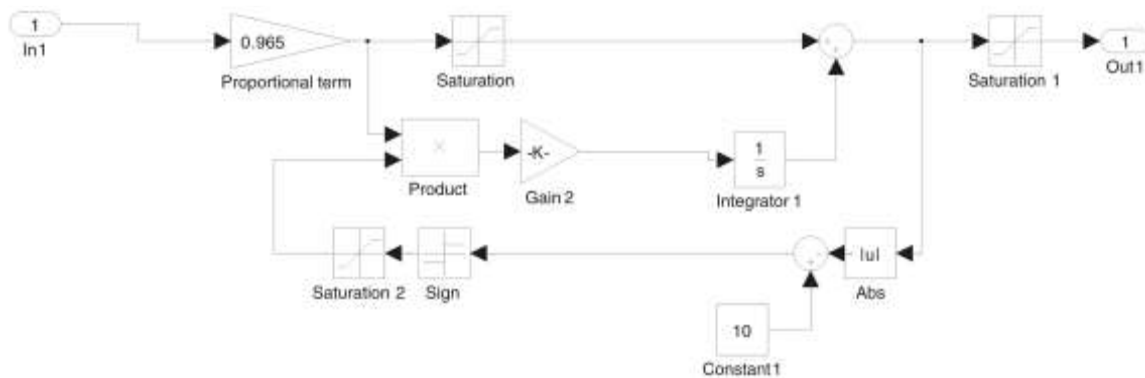 1
In1
0.965
Proportional term
Saturation
Saturation 1
1
Out1
×
Product
-K-
Gain 2
1
s
Integrator 1
Saturation 2
Sign
|u|
Abs
10
Constant1